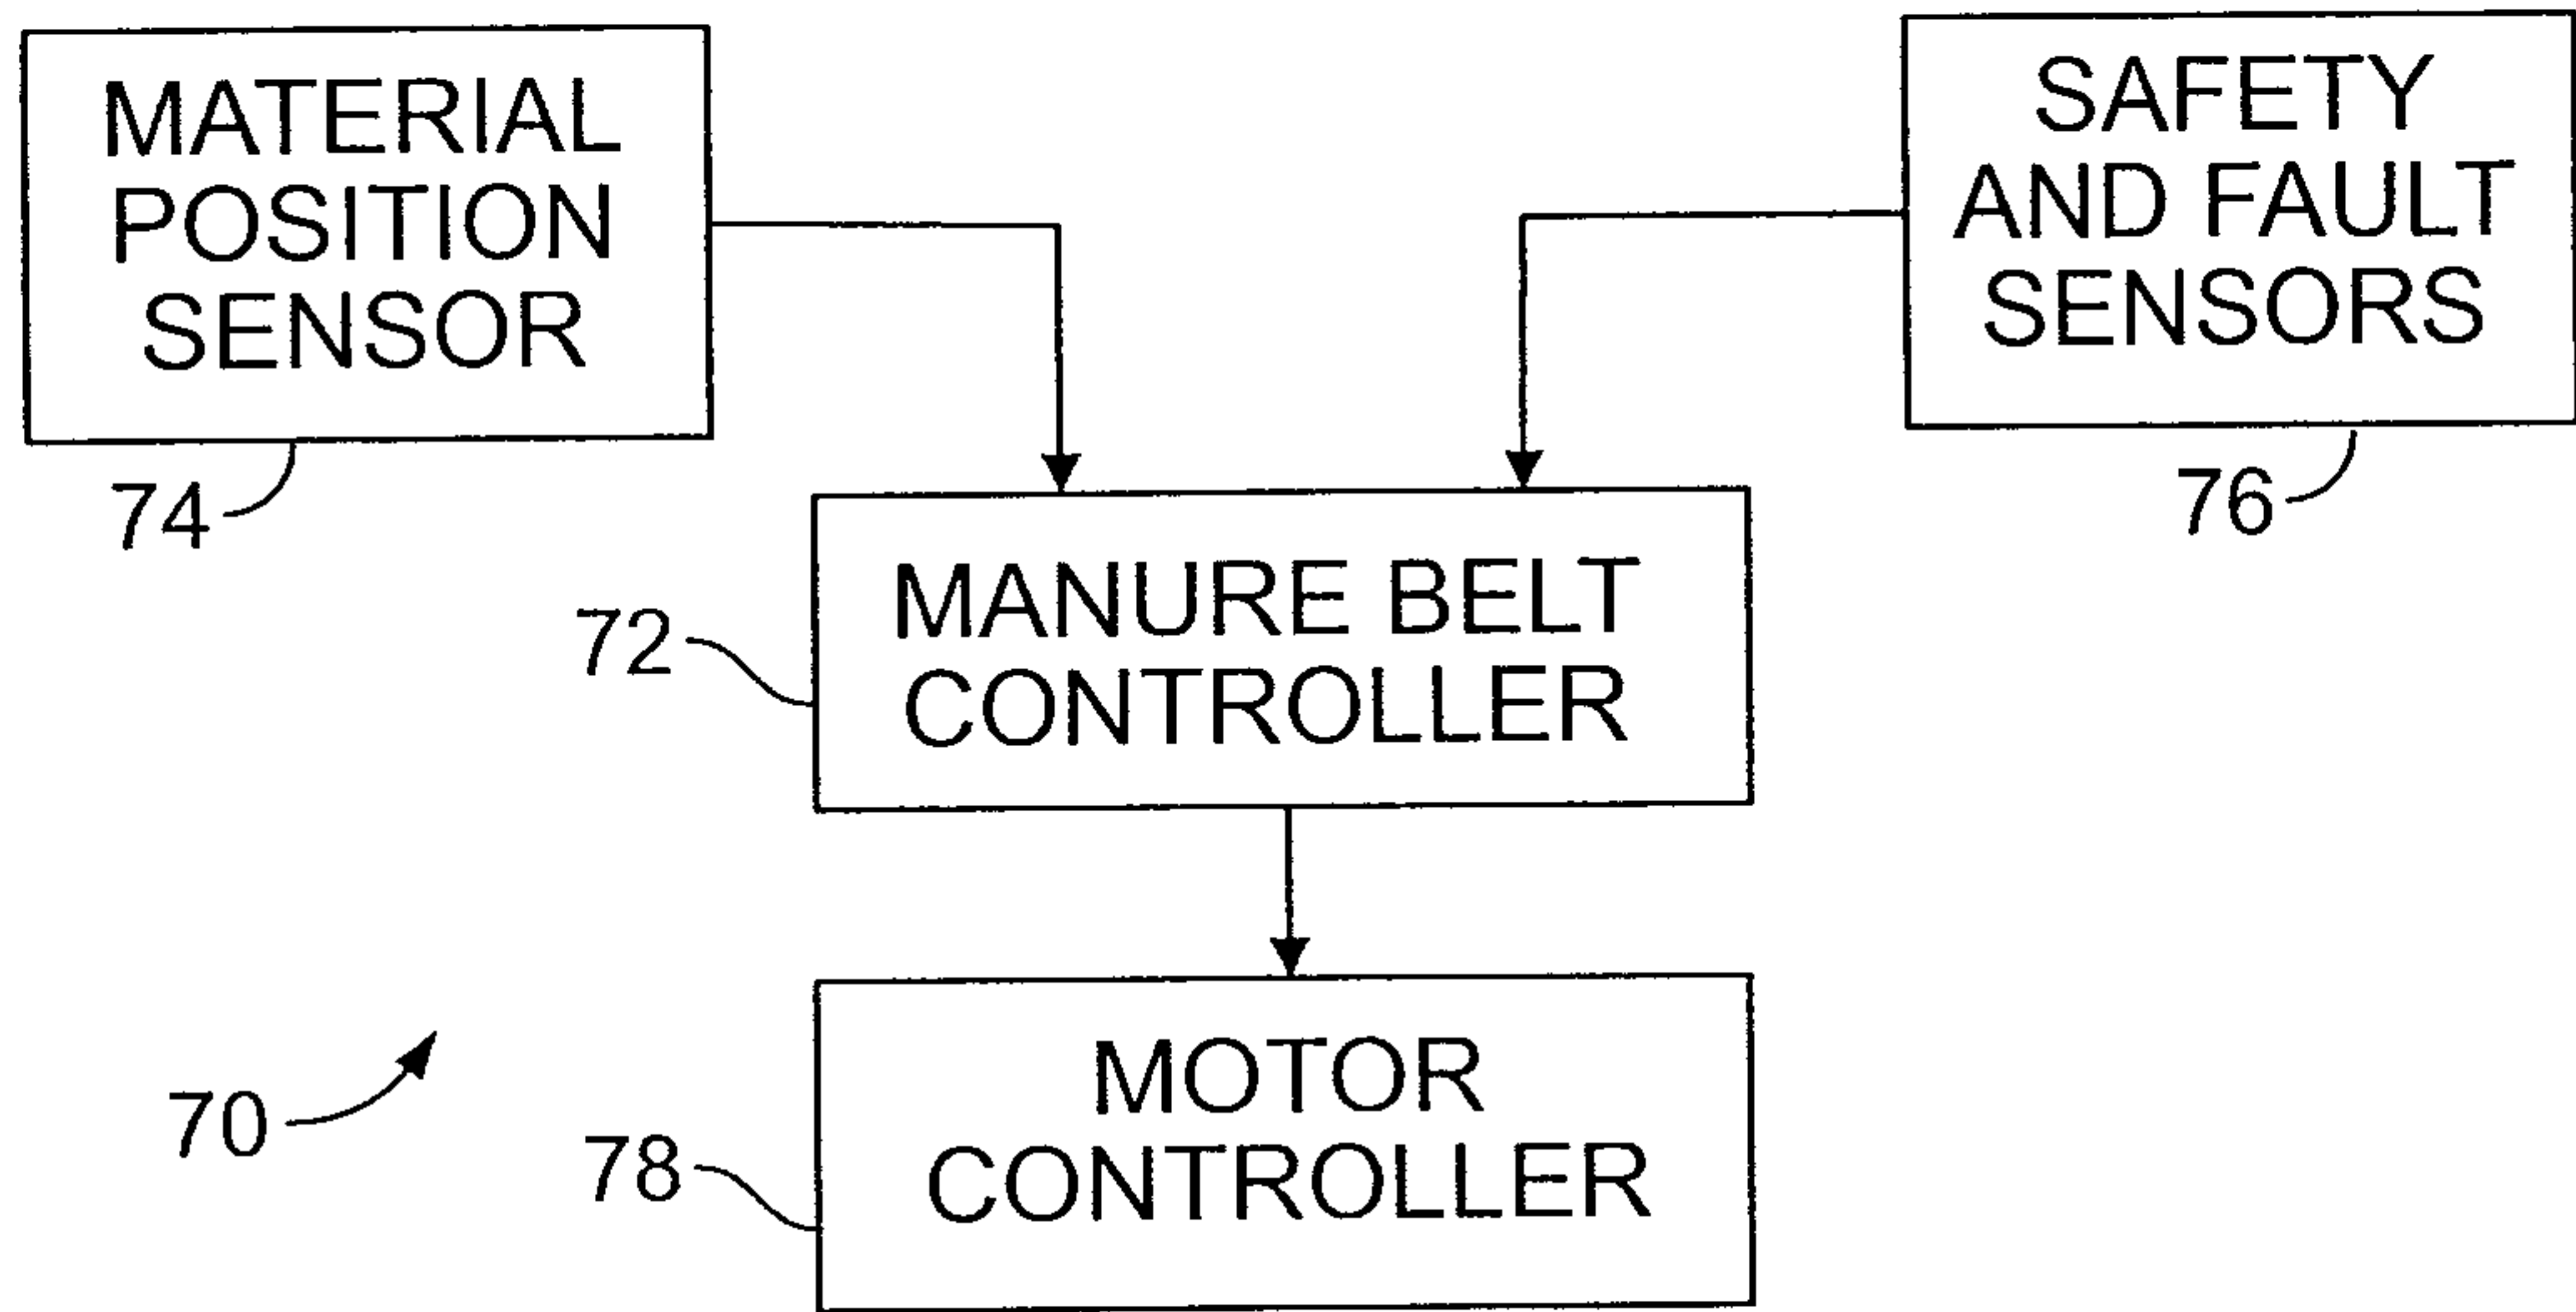 MATERIAL
POSITION
SENSOR
74
SAFETY
AND FAULT
SENSORS
76
72
MANURE BELT
CONTROLLER
70
78
MOTOR
CONTROLLER